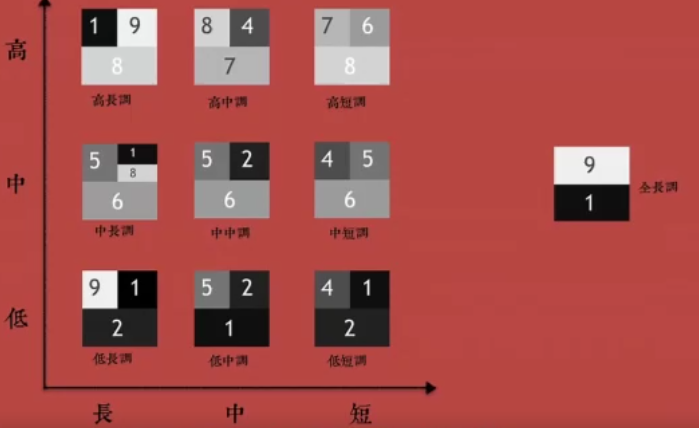 高
1 9
8
高長調
8 4
7
高中調
7 6
8
高短調
中
5 1
8
6
中長調
5 2
6
中中調
4 5
6
中短調
9
1
全長調
低
9 1
2
低長調
5 2
1
低中調
4 1
2
低短調
長 中 短